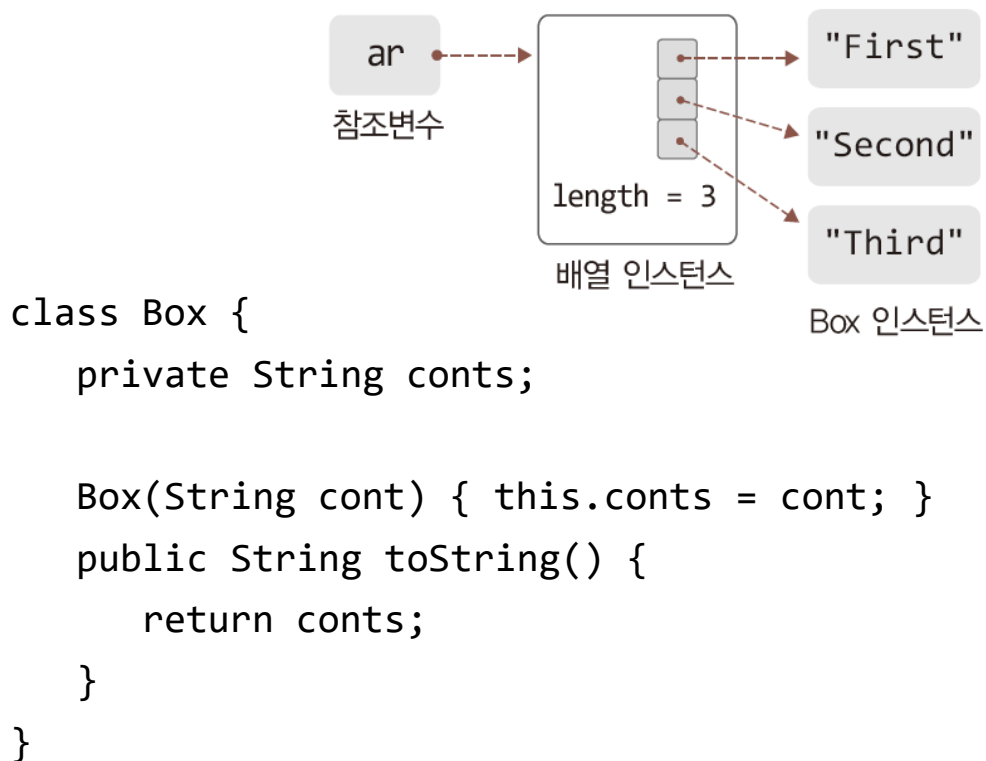 ar
참조변수
length = 3
배열 인스턴스
"First"
"Second"
"Third"
Box 인스턴스
class Box {
private String conts;
Box(String cont) { this.conts = cont; }
public String toString() {
return conts;
}
}